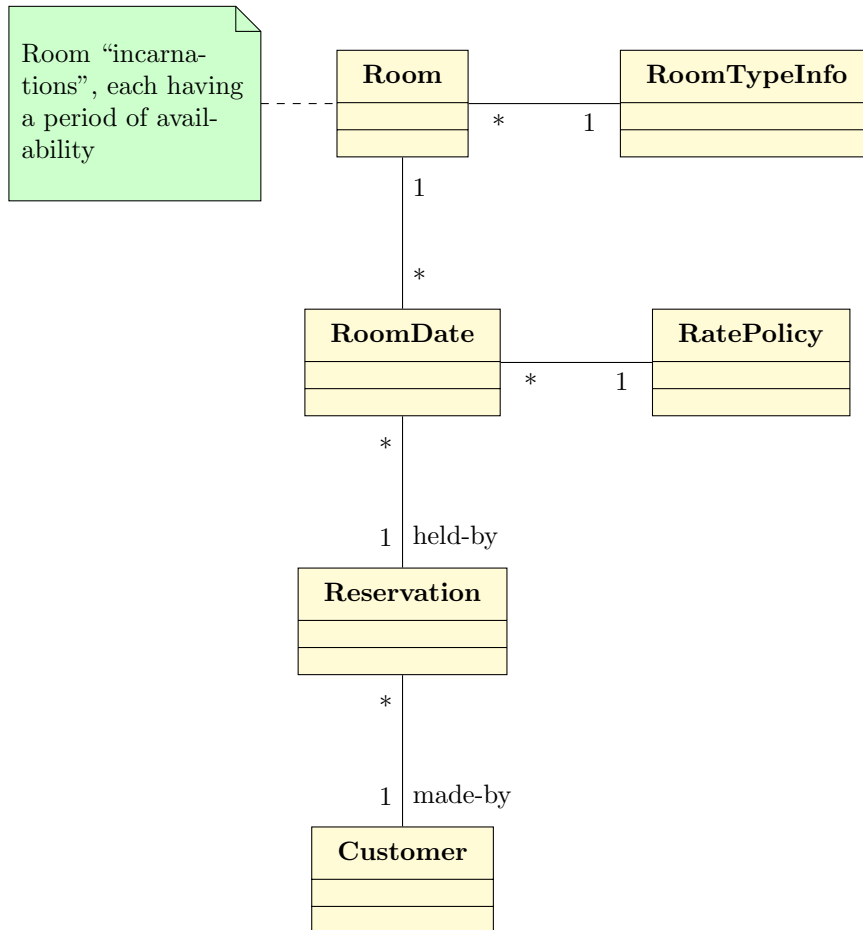 Room “incarna-
tions”, each having
a period of avail-
ability
Room
RoomTypeInfo
* 1
1
*
RoomDate
RatePolicy
* 1
*
1 held-by
Reservation
*
1 made-by
Customer